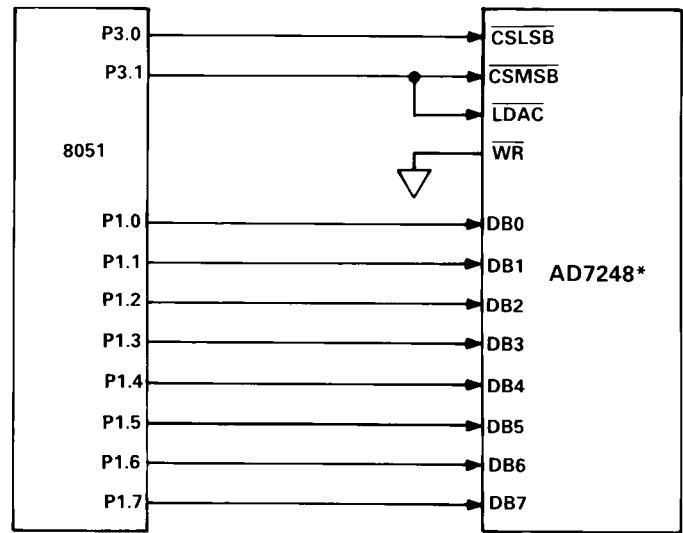 P3.0 CSLSB
P3.1 CSMSB
LDAC
8051 WR
P1.0 DB0
P1.1 DB1
AD7248*
P1.2 DB2
P1.3 DB3
P1.4 DB4
P1.5 DB5
P1.6 DB6
P1.7 DB7